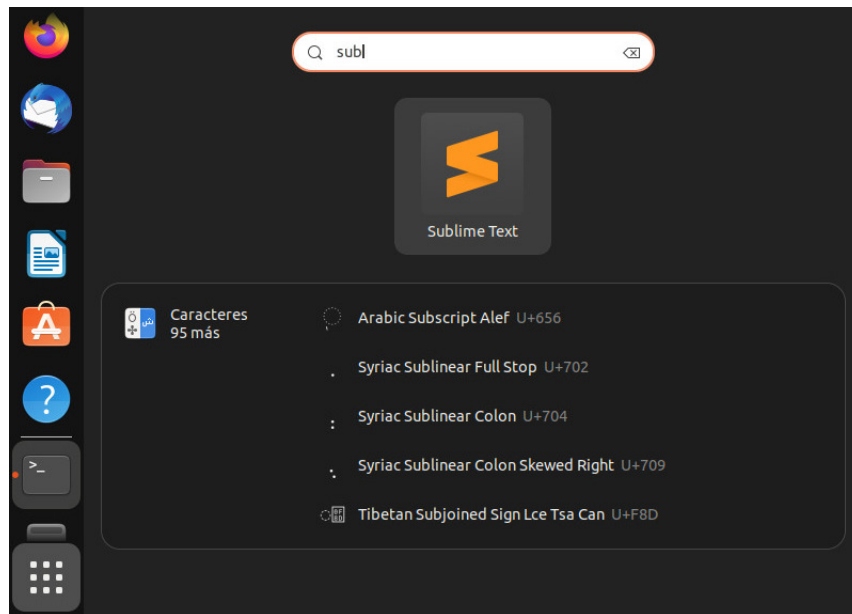 subl
Sublime Text
Caracteres
95 más
Arabic Subscript Alef U+656
Syriac Sublinear Full Stop U+702
Syriac Sublinear Colon U+704
Syriac Sublinear Colon Skewed Right U+709
Tibetan Subjoined Sign Lce Tsa Can U+F8D